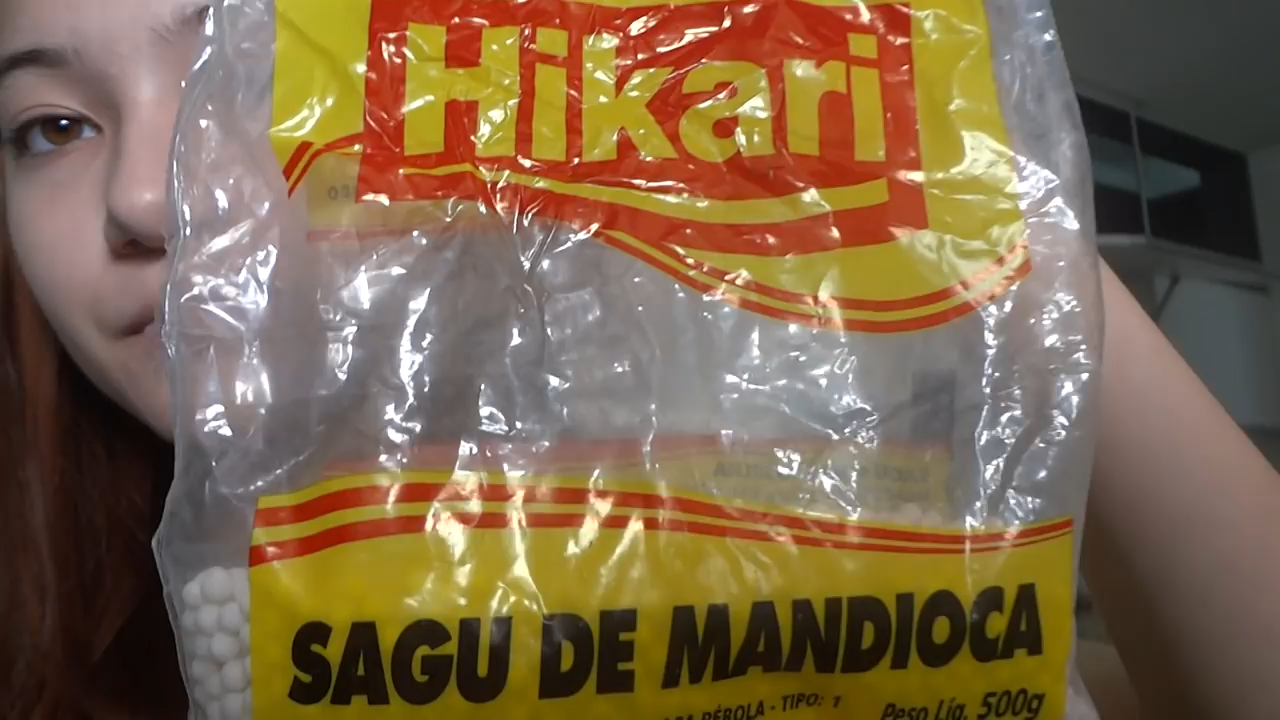 Hikari
SAGU DE MANDIOCA
PÉROLA - TIPO: 1
Peso Líq. 500g